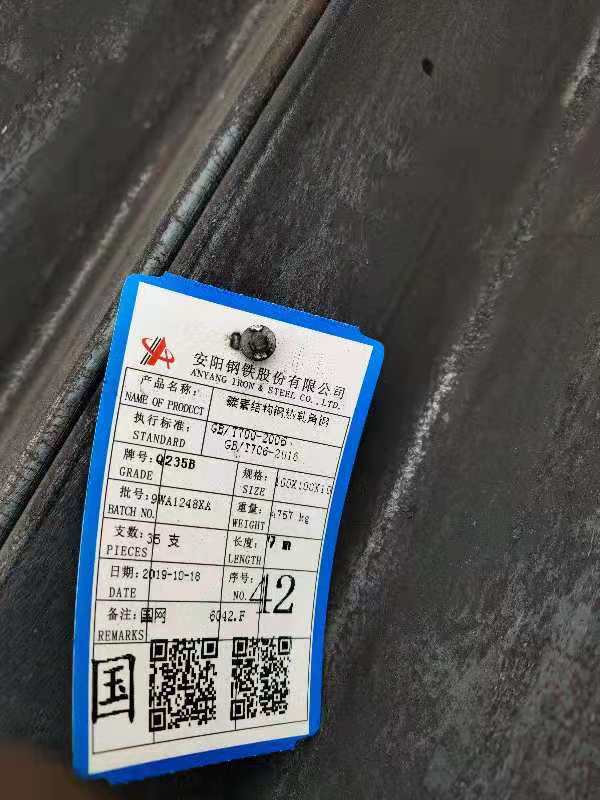 安阳钢铁股份有限公司
ANYANG IRON & STEEL CO., LTD.
产品名称: 碳素结构钢热轧角钢
NAME OF PRODUCT
执行标准: GB/T700-2006
STANDARD GB/T706-2016
牌号: Q235B 规格:
GRADE SIZE
批号: 9WA1248XA 重量: 4757 kg
BATCH NO. WEIGHT
支数: 35 支 长度:
PIECES LENGTH
日期: 2019-10-16 序号: 42
DATE NO.
备注: 国网 6042.F
REMARKS
国